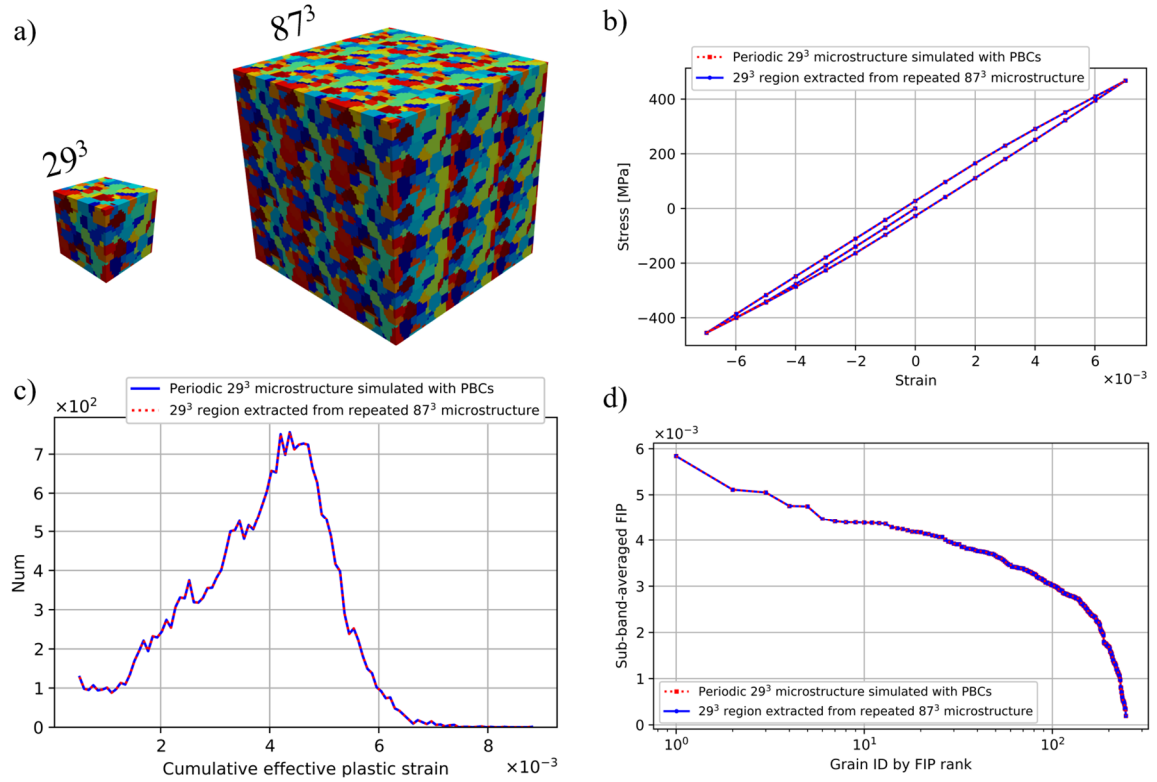 a)
29³
87³
b)
Periodic 29³ microstructure simulated with PBCs
29³ region extracted from repeated 87³ microstructure
Stress [MPa]
400
200
0
−200
−400
−6
−4
−2
0
2
4
6
Strain
×10⁻³
c)
Periodic 29³ microstructure simulated with PBCs
29³ region extracted from repeated 87³ microstructure
×10²
Num
7
6
5
4
3
2
1
0
2
4
6
8
Cumulative effective plastic strain
×10⁻³
d)
×10⁻³
Sub-band-averaged FIP
6
5
4
3
2
1
0
Periodic 29³ microstructure simulated with PBCs
29³ region extracted from repeated 87³ microstructure
10⁰
10¹
10²
Grain ID by FIP rank